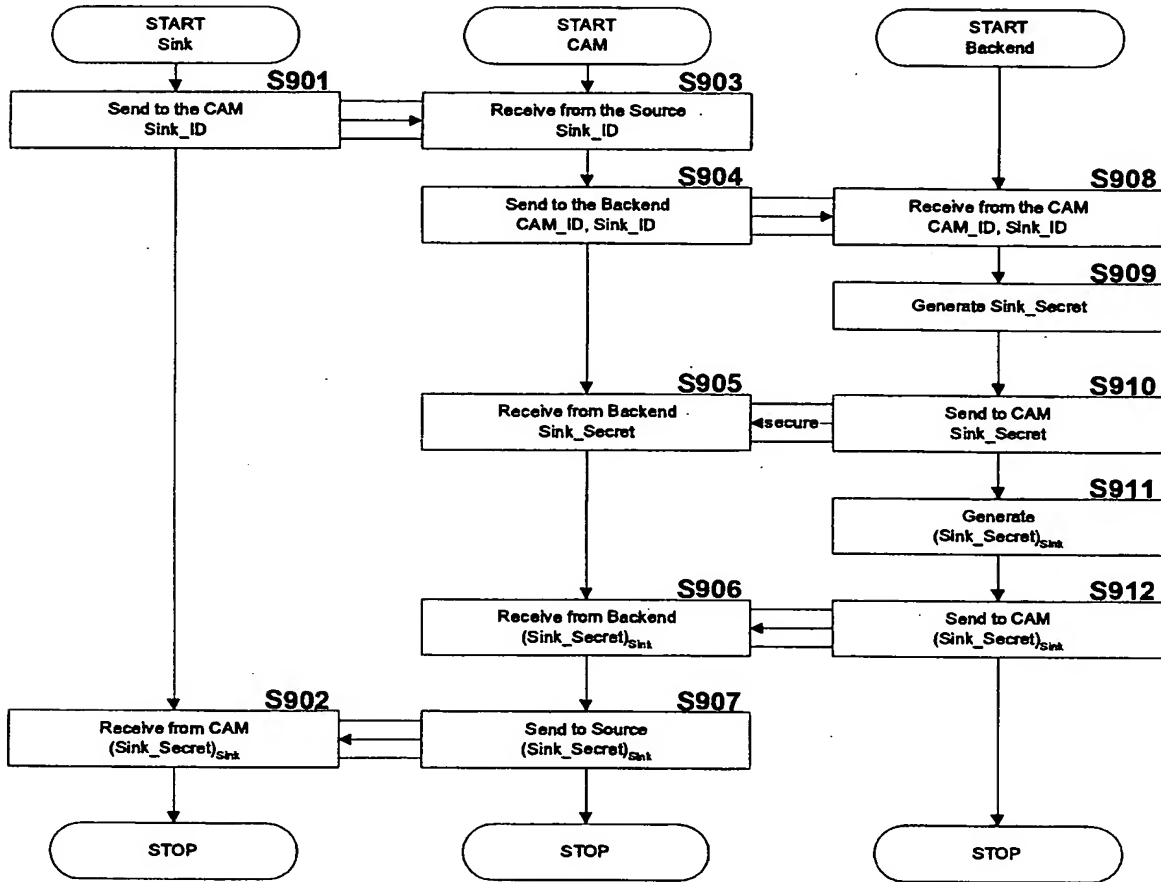 START
Sink
START
CAM
START
Backend
S901
Send to the CAM
Sink_ID
S903
Receive from the Source
Sink_ID
S904
Send to the Backend
CAM_ID, Sink_ID
S908
Receive from the CAM
CAM_ID, Sink_ID
S909
Generate Sink_Secret
S905
Receive from Backend
Sink_Secret
secure
S910
Send to CAM
Sink_Secret
S911
Generate
(Sink_Secret)Sink
S906
Receive from Backend
(Sink_Secret)Sink
S912
Send to CAM
(Sink_Secret)Sink
S902
Receive from CAM
(Sink_Secret)Sink
S907
Send to Source
(Sink_Secret)Sink
STOP
STOP
STOP